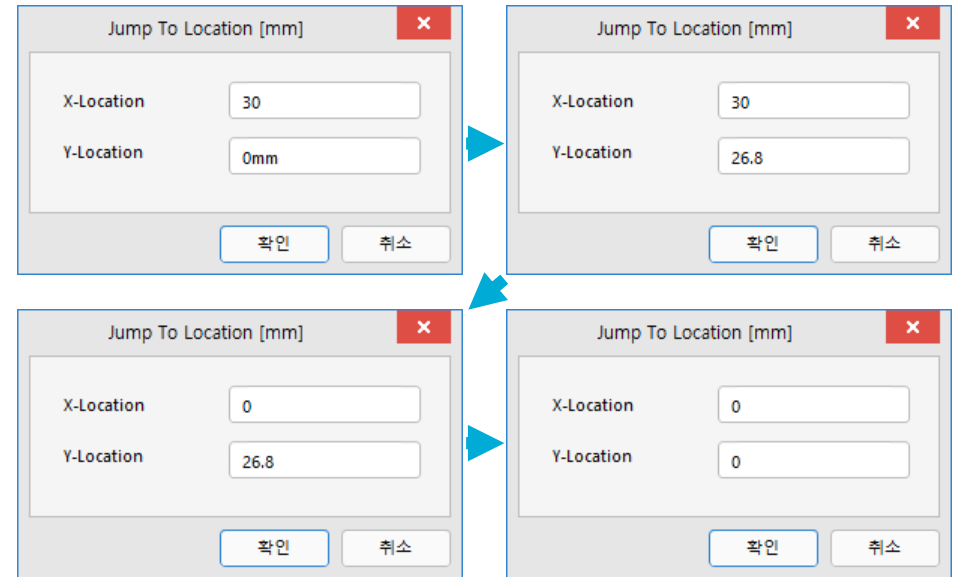 Jump To Location [mm]
X-Location 30
Y-Location 0mm
확인 취소
Jump To Location [mm]
X-Location 30
Y-Location 26.8
확인 취소
Jump To Location [mm]
X-Location 0
Y-Location 26.8
확인 취소
Jump To Location [mm]
X-Location 0
Y-Location 0
확인 취소